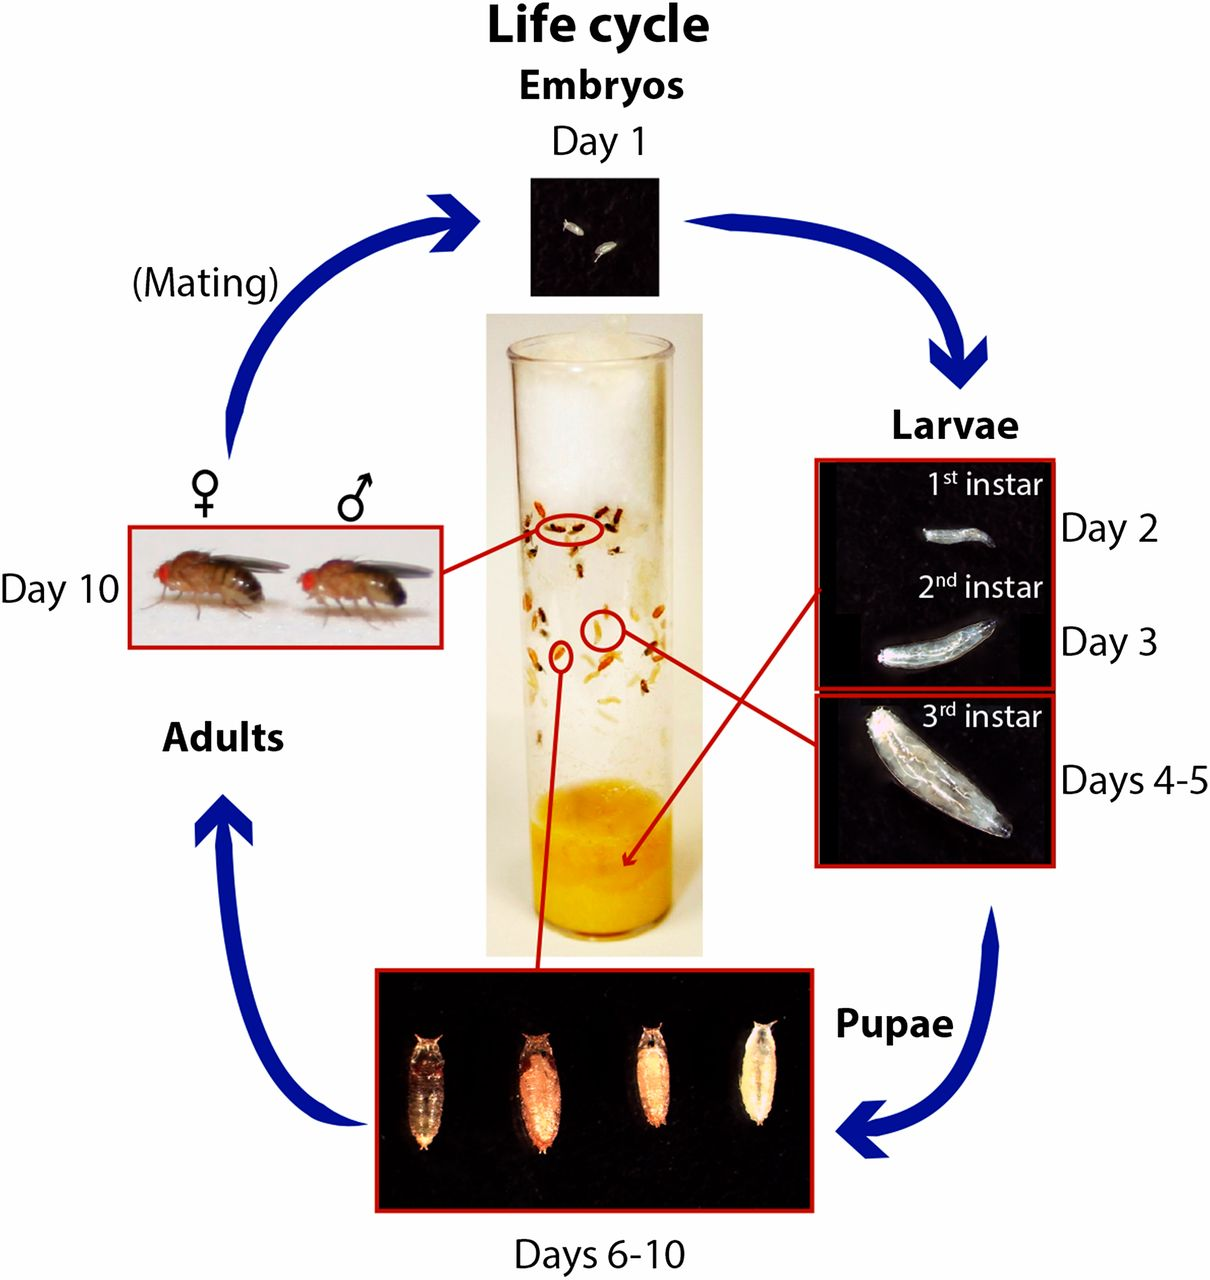 Life cycle
Embryos
Day 1
(Mating)
Larvae
1st instar
Day 2
2nd instar
Day 3
3rd instar
Days 4-5
♀ ♂
Day 10
Adults
Pupae
Days 6-10